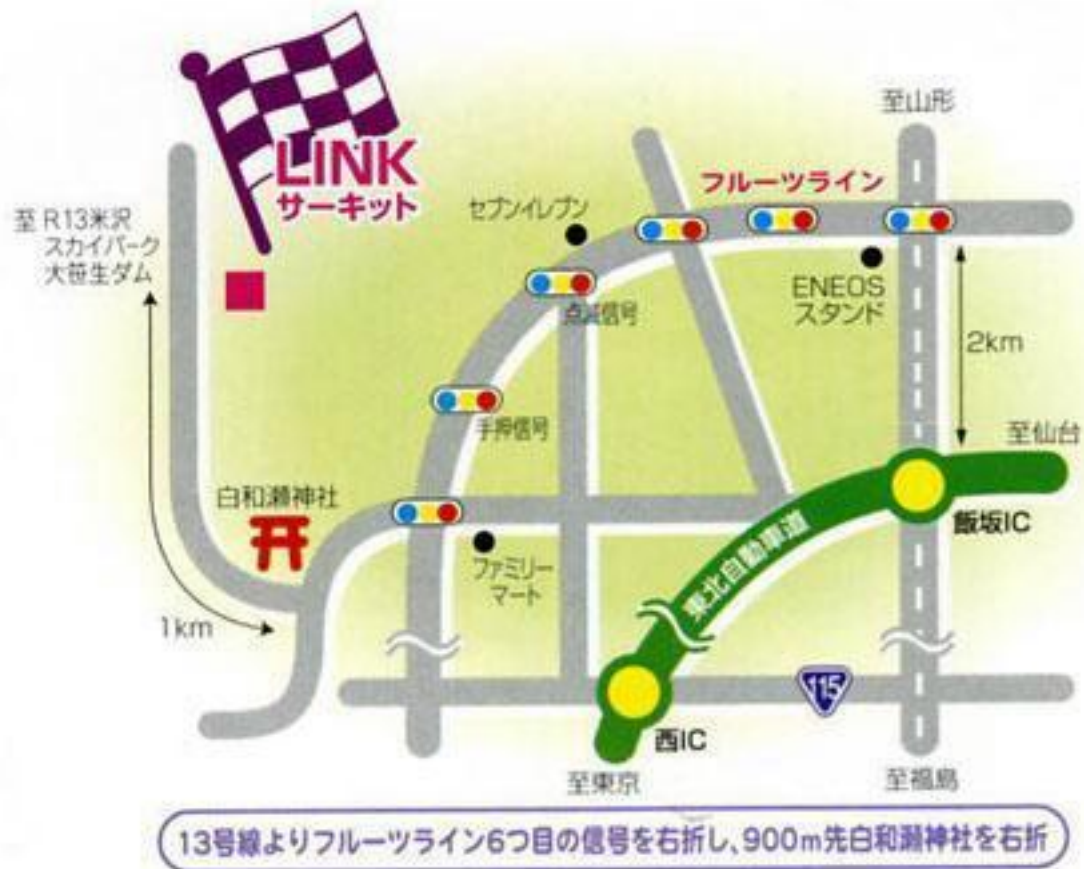 LINK
サーキット
至山形
フルーツライン
セブンイレブン
至 R13米沢
スカイパーク
大笹生ダム
点滅信号
ENEOS
スタンド
2km
手押信号
至仙台
白和瀬神社
飯坂IC
東北自動車道
ファミリー
マート
1km
115
西IC
至東京
至福島
13号線よりフルーツライン6つ目の信号を右折し、900m先白和瀬神社を右折